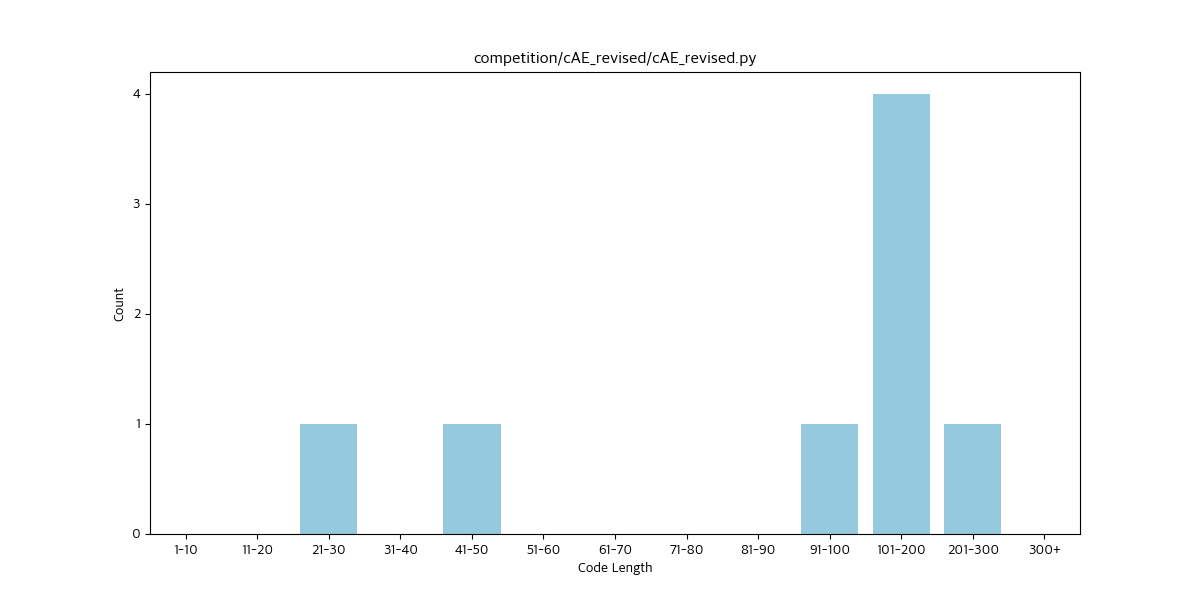 competition/cAE_revised/cAE_revised.py
4
3
2
1
0
Count
1-10 11-20 21-30 31-40 41-50 51-60 61-70 71-80 81-90 91-100 101-200 201-300 300+
Code Length